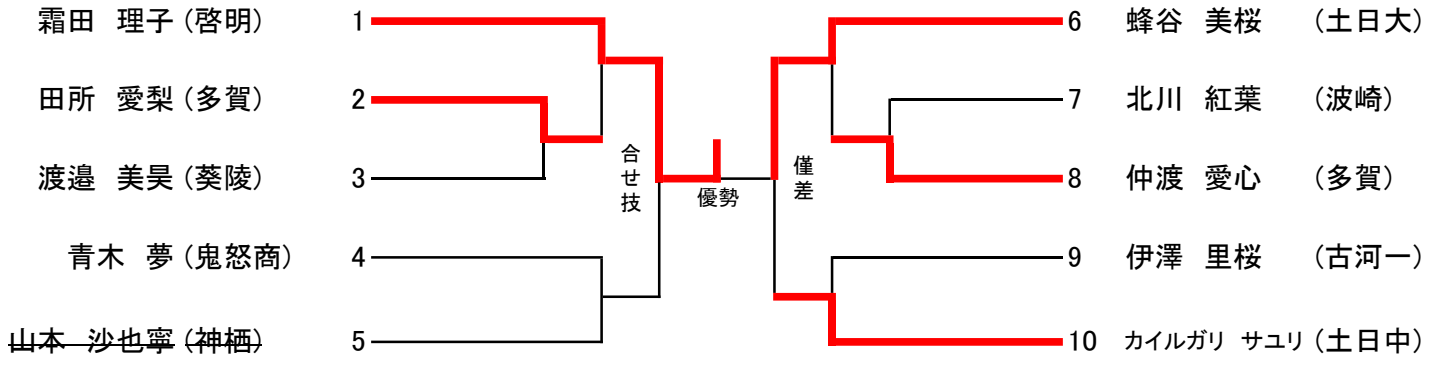 霜田　理子 (啓明)　1　6　蜂谷　美桜　(土日大)
田所　愛梨 (多賀)　2　7　北川　紅葉　(波崎)
合せ技
僅差
渡邉　美昊 (葵陵)　3　8　仲渡　愛心　(多賀)
優勢
青木　夢 (鬼怒商)　4　9　伊澤　里桜　(古河一)
山本　沙也寧 (神栖)　5　10　カイルガリ　サユリ (土日中)